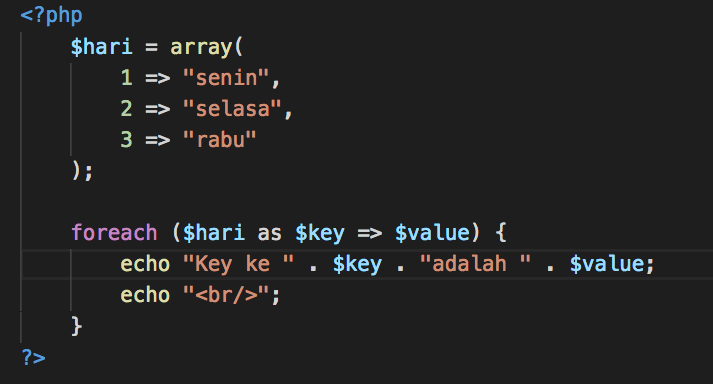 <?php
$hari = array(
1 => "senin",
2 => "selasa",
3 => "rabu"
);
foreach ($hari as $key => $value) {
echo "Key ke " . $key . "adalah " . $value;
echo "<br/>";
}
?>